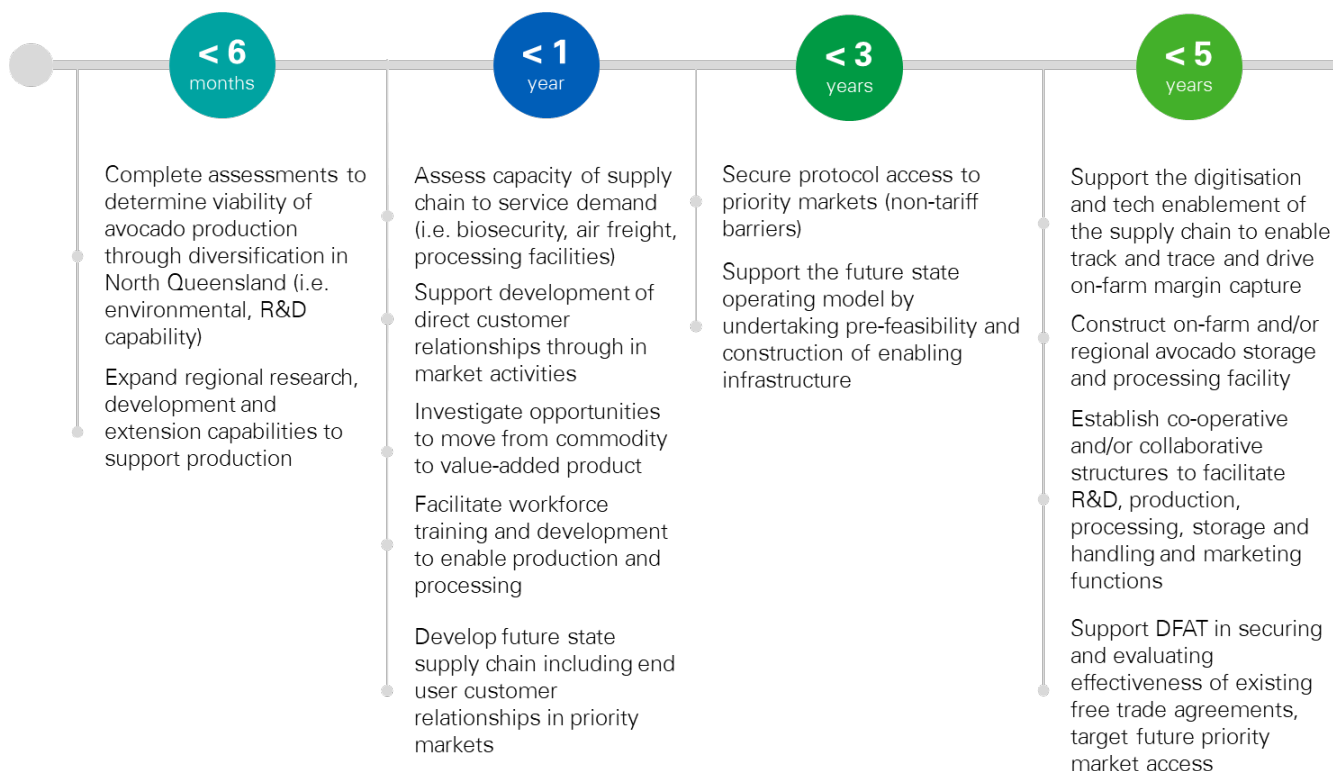 < 6
months
Complete assessments to
determine viability of
avocado production
through diversification in
North Queensland (i.e.
environmental, R&D
capability)
Expand regional research,
development and
extension capabilities to
support production
< 1
year
Assess capacity of supply
chain to service demand
(i.e. biosecurity, air freight,
processing facilities)
Support development of
direct customer
relationships through in
market activities
Investigate opportunities
to move from commodity
to value-added product
Facilitate workforce
training and development
to enable production and
processing
Develop future state
supply chain including end
user customer
relationships in priority
markets
< 3
years
Secure protocol access to
priority markets (non-tariff
barriers)
Support the future state
operating model by
undertaking pre-feasibility and
construction of enabling
infrastructure
< 5
years
Support the digitisation
and tech enablement of
the supply chain to enable
track and trace and drive
on-farm margin capture
Construct on-farm and/or
regional avocado storage
and processing facility
Establish co-operative
and/or collaborative
structures to facilitate
R&D, production,
processing, storage and
handling and marketing
functions
Support DFAT in securing
and evaluating
effectiveness of existing
free trade agreements,
target future priority
market access